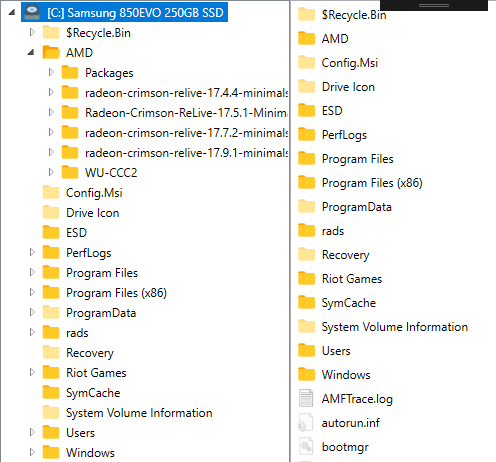 [C:] Samsung 850EVO 250GB SSD
$Recycle.Bin
AMD
Packages
radeon-crimson-relive-17.4.4-minimals
Radeon-Crimson-ReLive-17.5.1-Minim
radeon-crimson-relive-17.7.2-minimals
radeon-crimson-relive-17.9.1-minimals
WU-CCC2
Config.Msi
Drive Icon
ESD
PerfLogs
Program Files
Program Files (x86)
ProgramData
rads
Recovery
Riot Games
SymCache
System Volume Information
Users
Windows
$Recycle.Bin
AMD
Config.Msi
Drive Icon
ESD
PerfLogs
Program Files
Program Files (x86)
ProgramData
rads
Recovery
Riot Games
SymCache
System Volume Information
Users
Windows
AMFTrace.log
autorun.inf
bootmgr